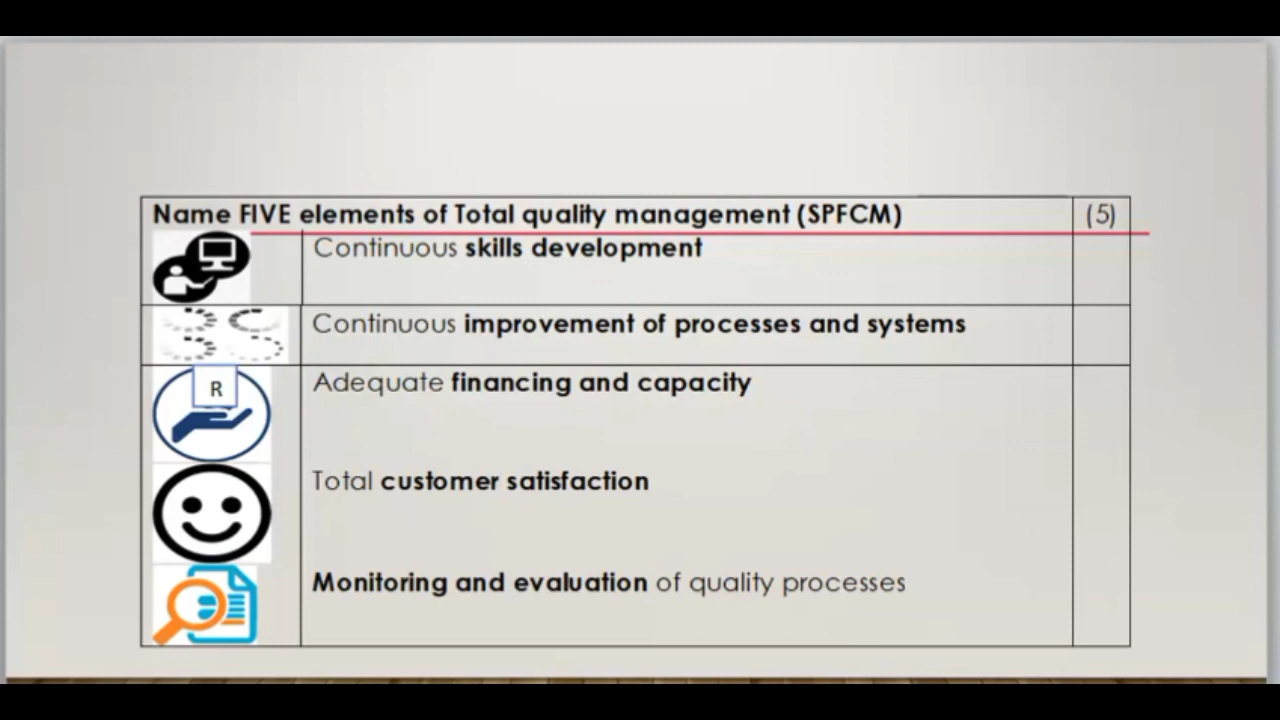 Name FIVE elements of Total quality management (SPFCM) (5)
Continuous skills development
Continuous improvement of processes and systems
R
Adequate financing and capacity
Total customer satisfaction
Monitoring and evaluation of quality processes